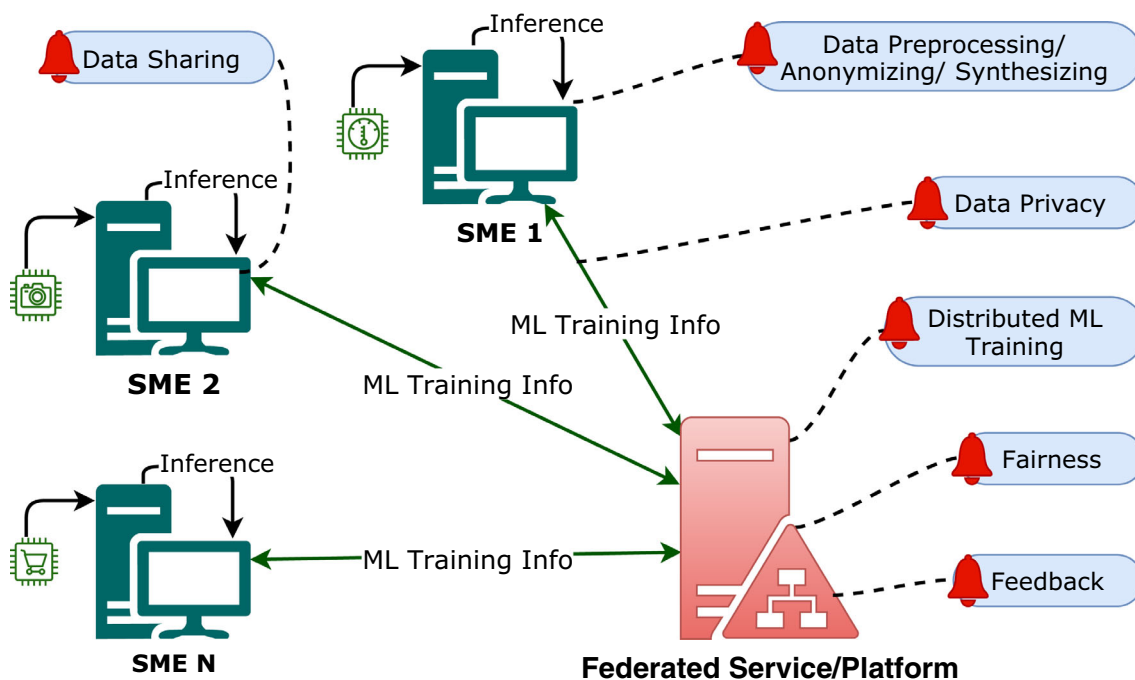 Inference
Data Sharing
Data Preprocessing/
Anonymizing/ Synthesizing
Inference
SME 1
Data Privacy
ML Training Info
Distributed ML
Training
SME 2
ML Training Info
Inference
Fairness
ML Training Info
Feedback
SME N
Federated Service/Platform